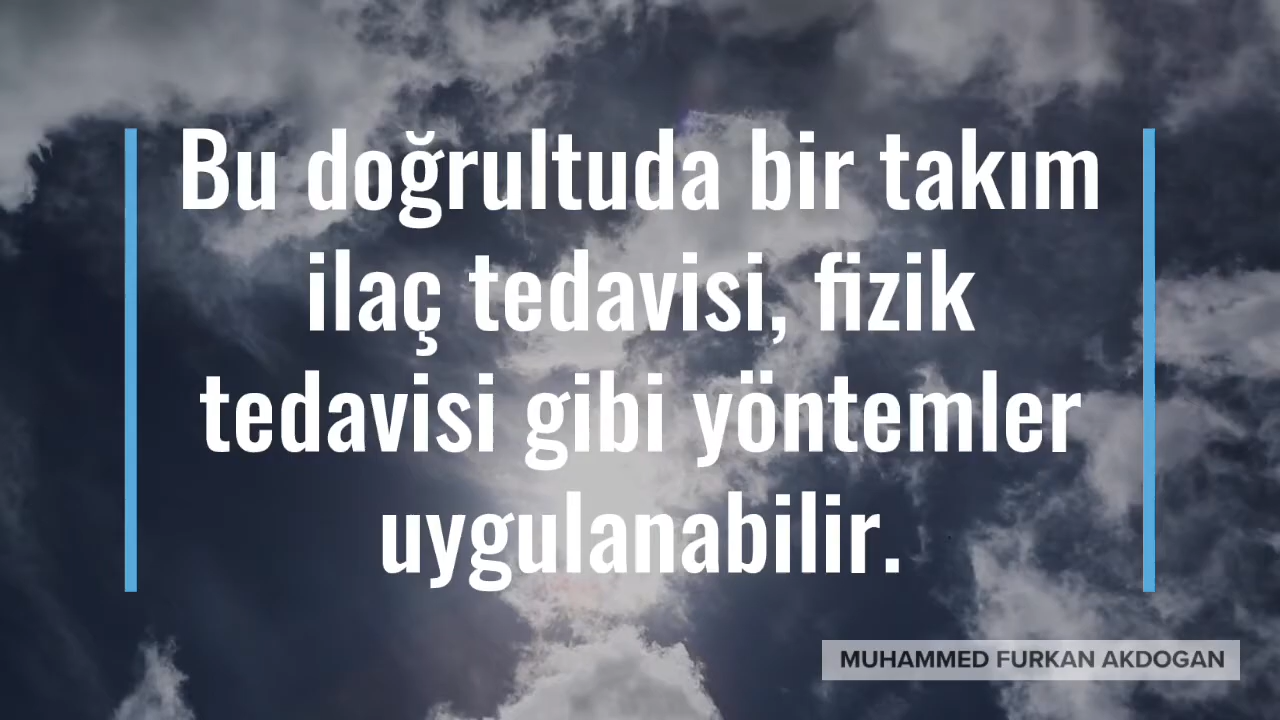 Bu doğrultuda bir takım
ilaç tedavisi, fizik
tedavisi gibi yöntemler
uygulanabilir.
MUHAMMED FURKAN AKDOGAN